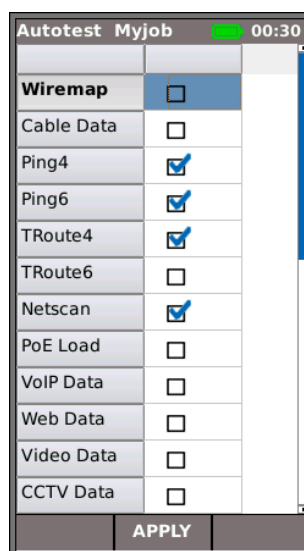 Autotest Myjob 00:30
Wiremap
Cable Data
Ping4
Ping6
TRoute4
TRoute6
Netscan
PoE Load
VoIP Data
Web Data
Video Data
CCTV Data
APPLY